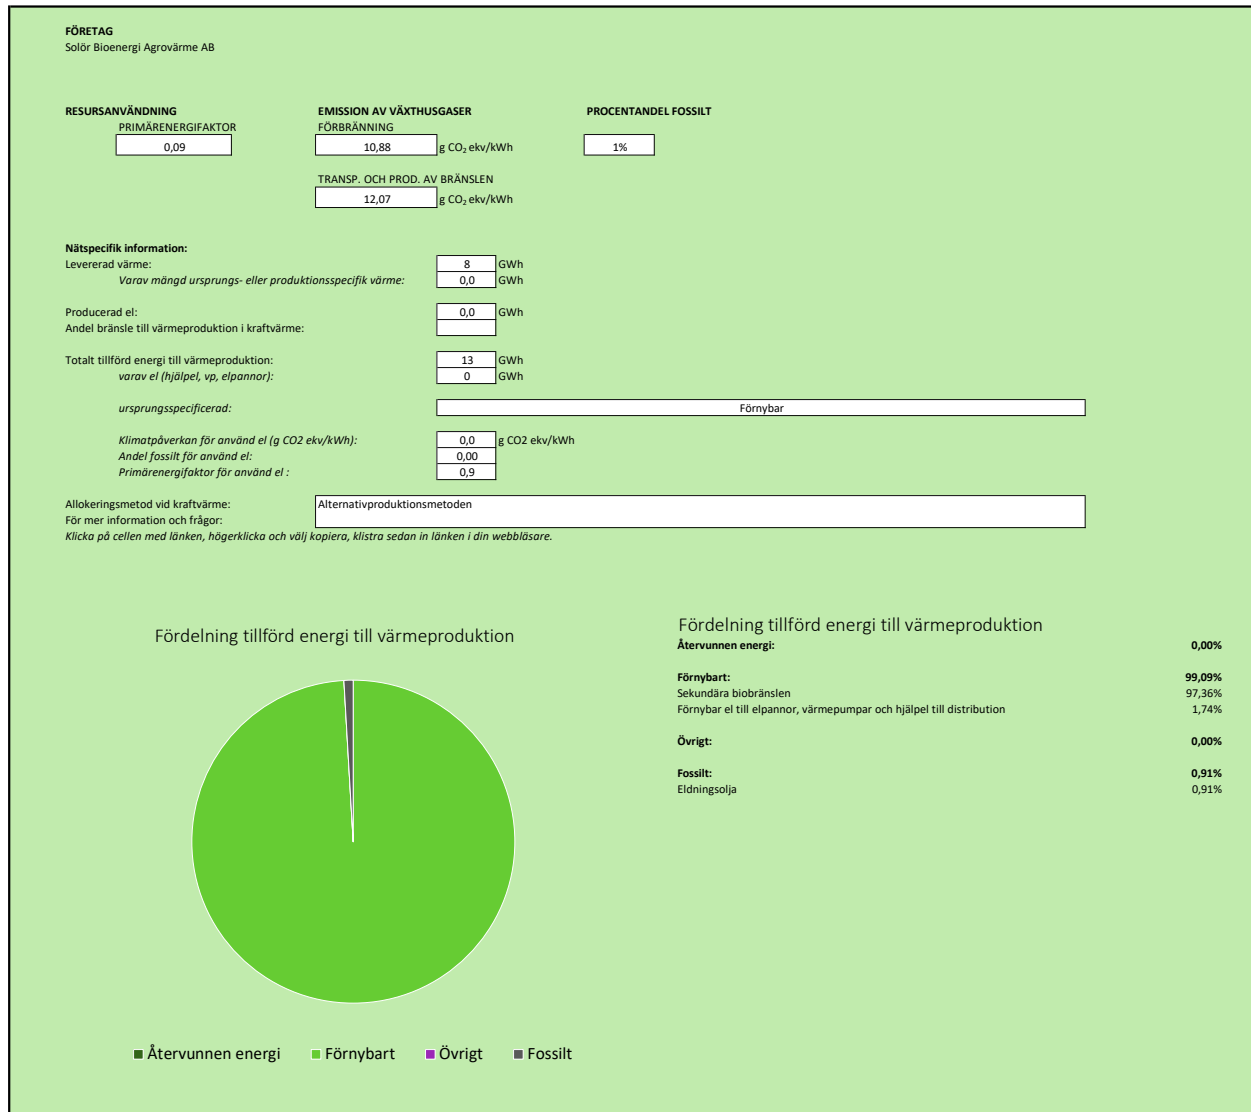 FÖRETAG
Solör Bioenergi Agrovärme AB
RESURSANVÄNDNING EMISSION AV VÄXTHUSGASER PROCENTANDEL FOSSILT
PRIMÄRENERGIFAKTOR FÖRBRÄNNING
0,09 10,88 g CO₂ ekv/kWh 1%
TRANSP. OCH PROD. AV BRÄNSLEN
12,07 g CO₂ ekv/kWh
Nätspecifik information:
Levererad värme: 8 GWh
Varav mängd ursprungs- eller produktionsspecifik värme: 0,0 GWh
Producerad el: 0,0 GWh
Andel bränsle till värmeproduktion i kraftvärme:
Totalt tillförd energi till värmeproduktion: 13 GWh
varav el (hjälpel, vp, elpannor): 0 GWh
ursprungsspecificerad: Förnybar
Klimatpåverkan för använd el (g CO2 ekv/kWh): 0,0 g CO2 ekv/kWh
Andel fossilt för använd el: 0,00
Primärenergifaktor för använd el : 0,9
Allokeringsmetod vid kraftvärme: Alternativproduktionsmetoden
För mer information och frågor:
Klicka på cellen med länken, högerklicka och välj kopiera, klistra sedan in länken i din webbläsare.
Fördelning tillförd energi till värmeproduktion
Återvunnen energi Förnybart Övrigt Fossilt
Fördelning tillförd energi till värmeproduktion
Återvunnen energi: 0,00%
Förnybart: 99,09%
Sekundära biobränslen 97,36%
Förnybar el till elpannor, värmepumpar och hjälpel till distribution 1,74%
Övrigt: 0,00%
Fossilt: 0,91%
Eldningsolja 0,91%